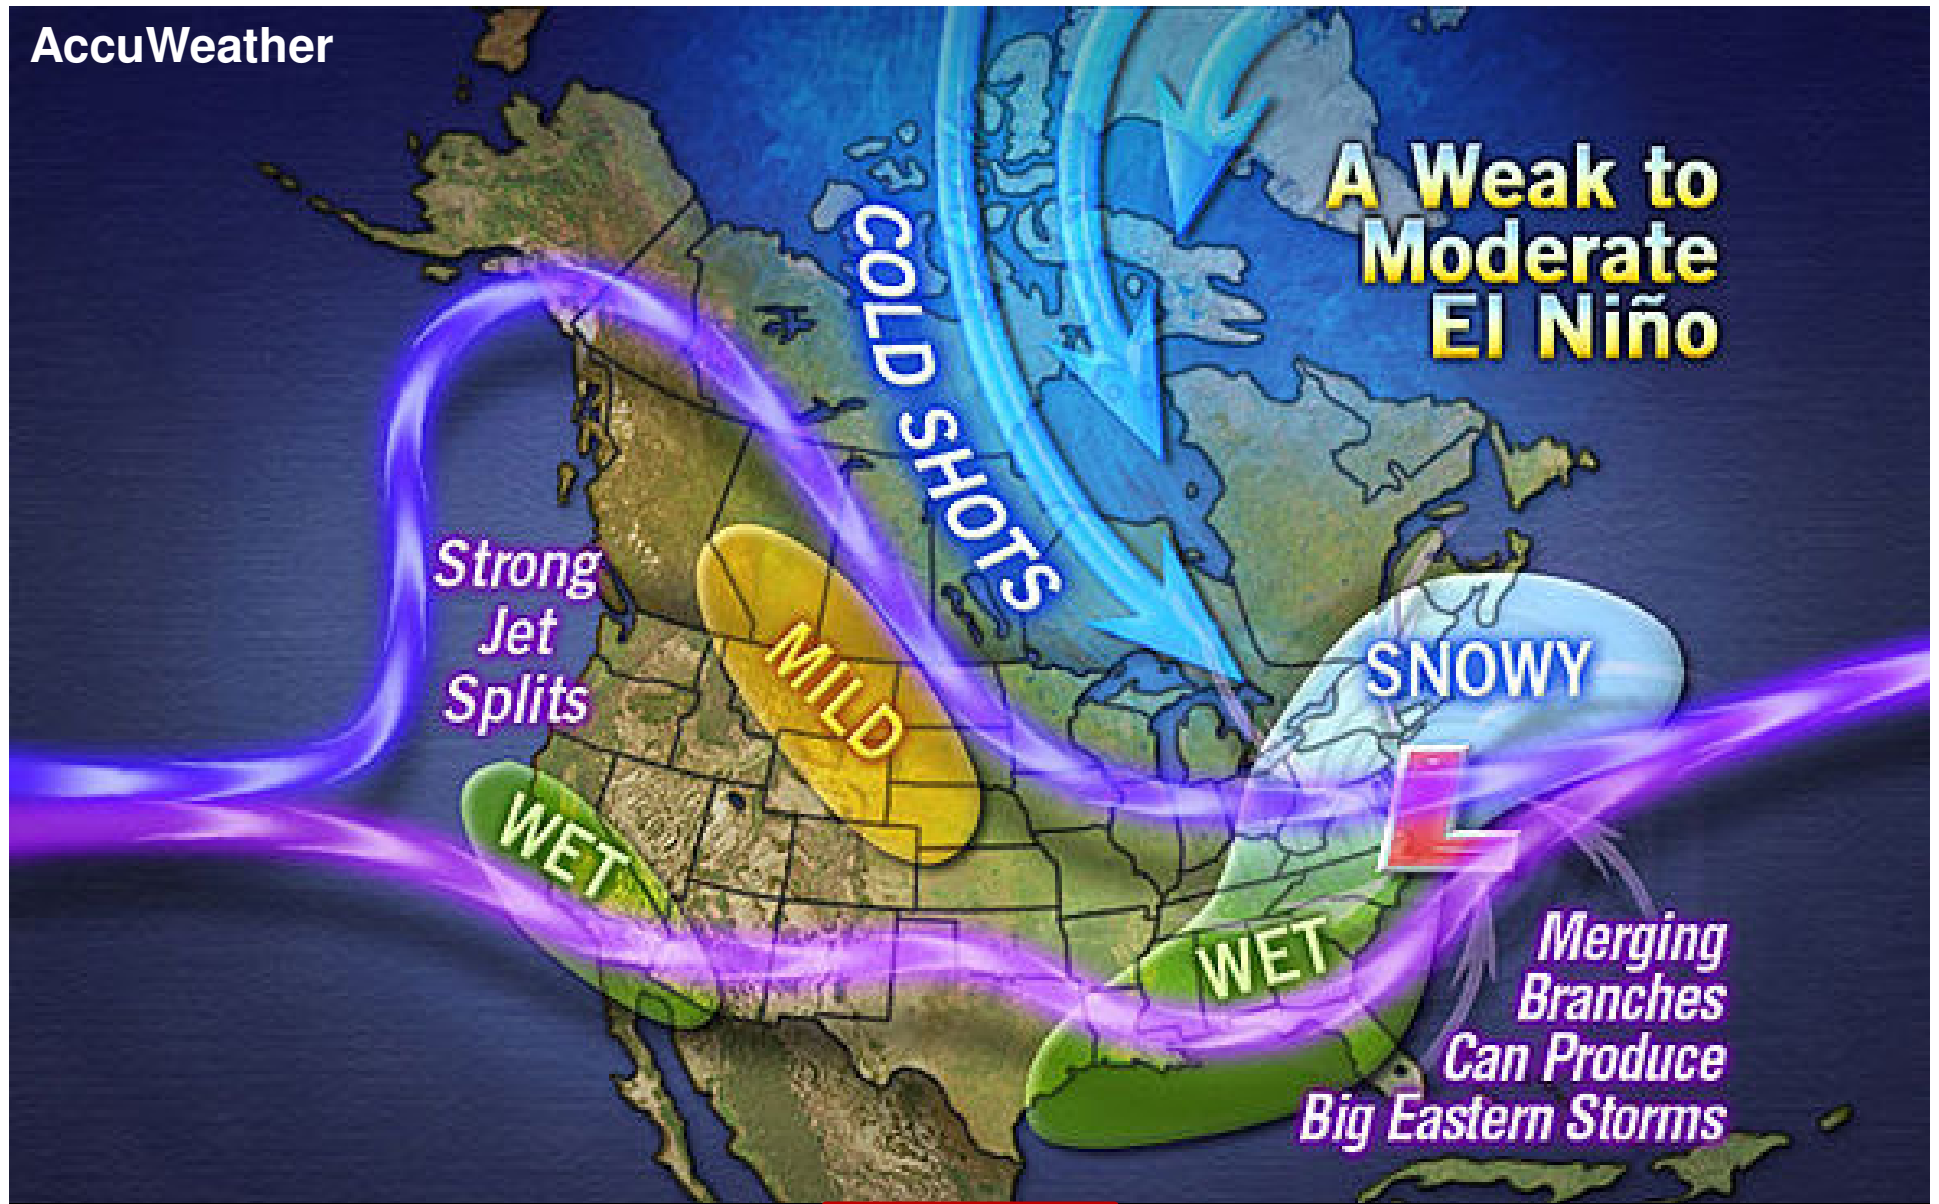 AccuWeather
A Weak to
Moderate
El Niño
COLD SHOTS
Strong
Jet
Splits
MILD
SNOWY
WET
L
WET
Merging
Branches
Can Produce
Big Eastern Storms